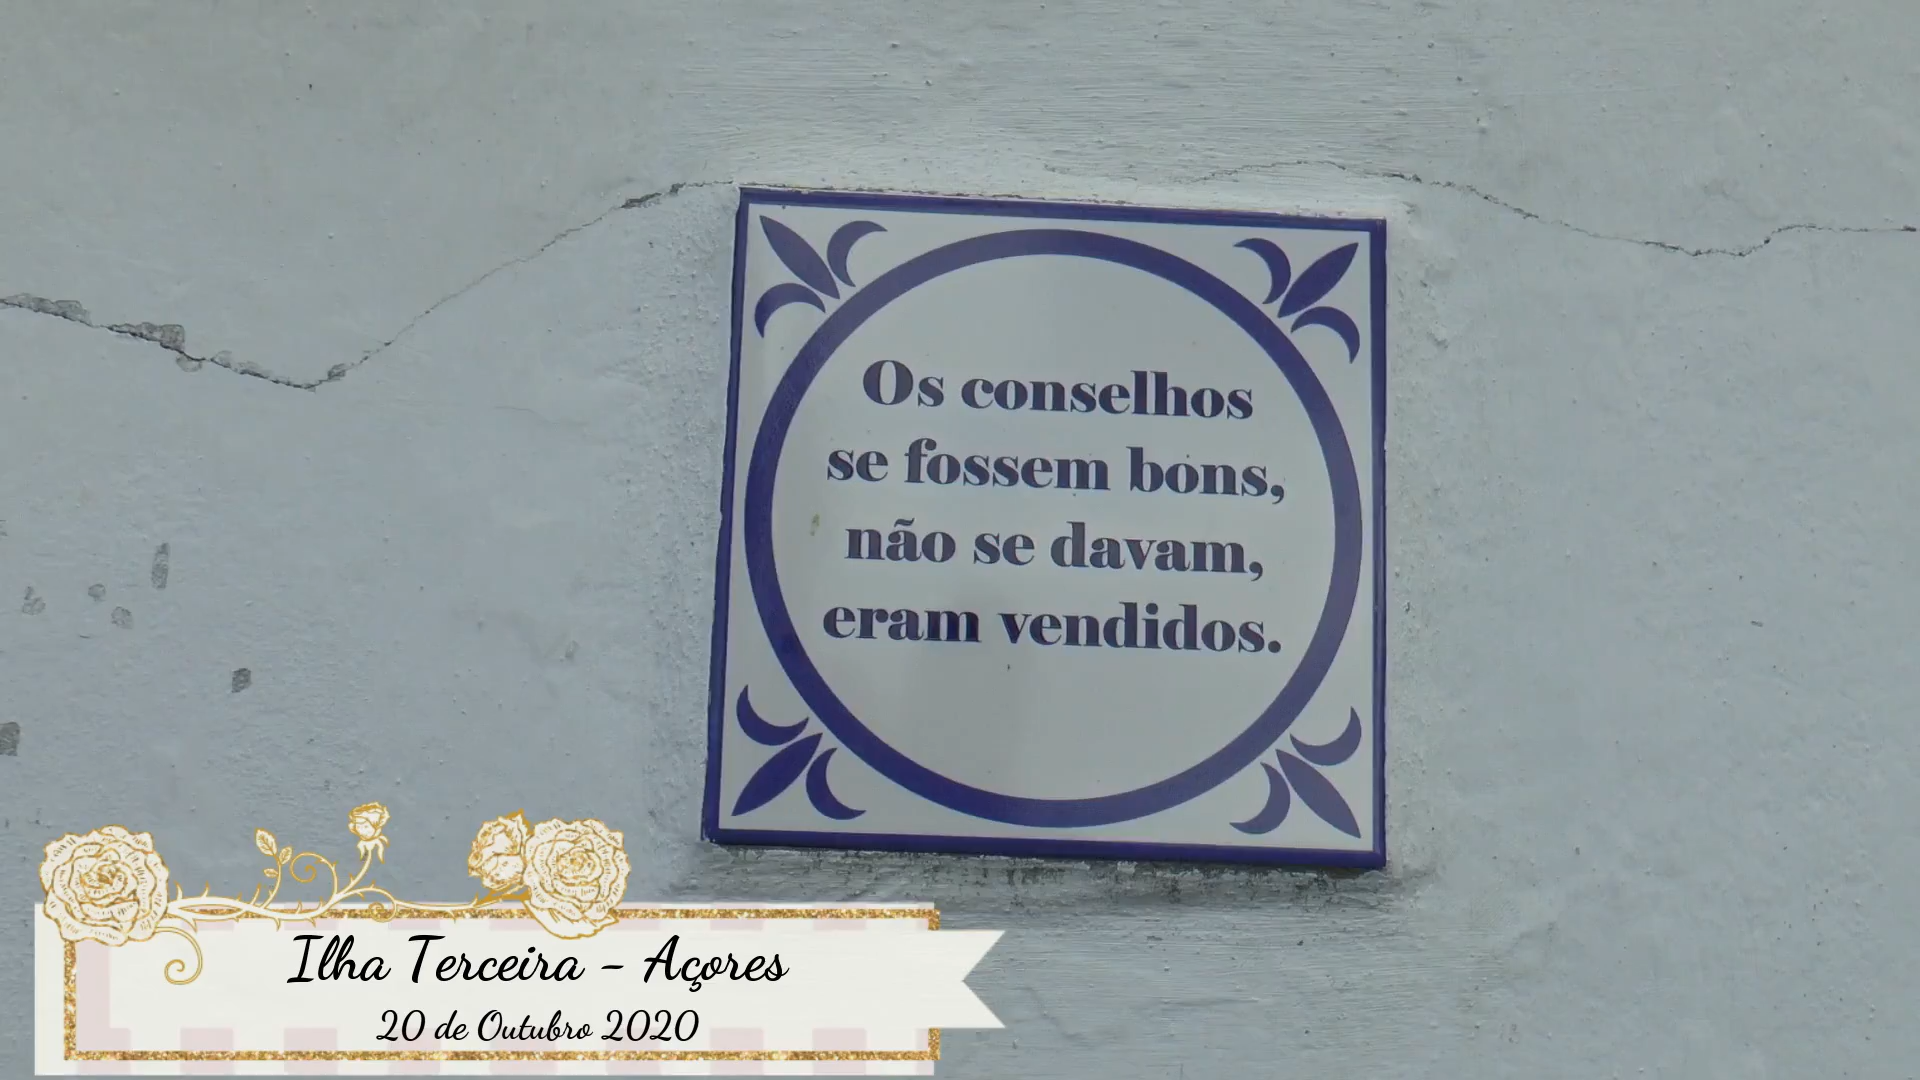 Os conselhos
se fossem bons,
não se davam,
eram vendidos.
Ilha Terceira - Açores
20 de Outubro 2020